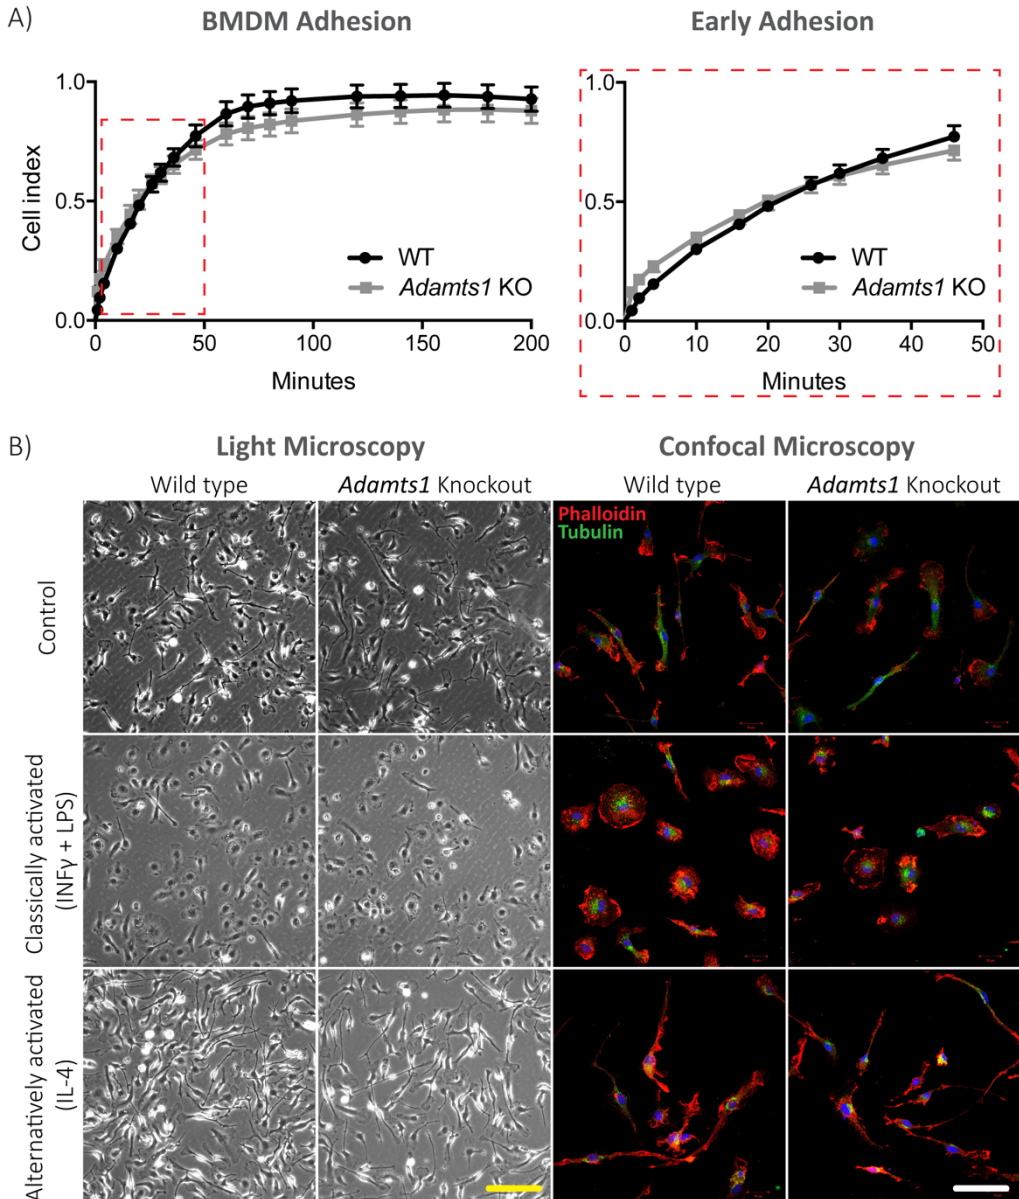 A)
BMDM Adhesion
Early Adhesion
1.0
0.5
0.0
Cell index
0
50
100
150
200
Minutes
WT
Adamts1 KO
1.0
0.5
0.0
0
10
20
30
40
50
Minutes
WT
Adamts1 KO
B)
Light Microscopy
Confocal Microscopy
Wild type
Adamts1 Knockout
Wild type
Adamts1 Knockout
Phalloidin
Tubulin
Control
Classically activated
(INFγ + LPS)
Alternatively activated
(IL-4)